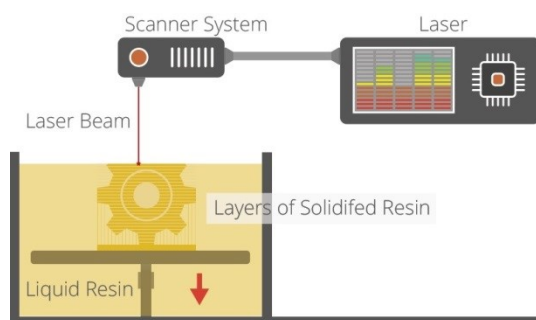 Scanner System
Laser
Laser Beam
Layers of Solidifed Resin
Liquid Resin